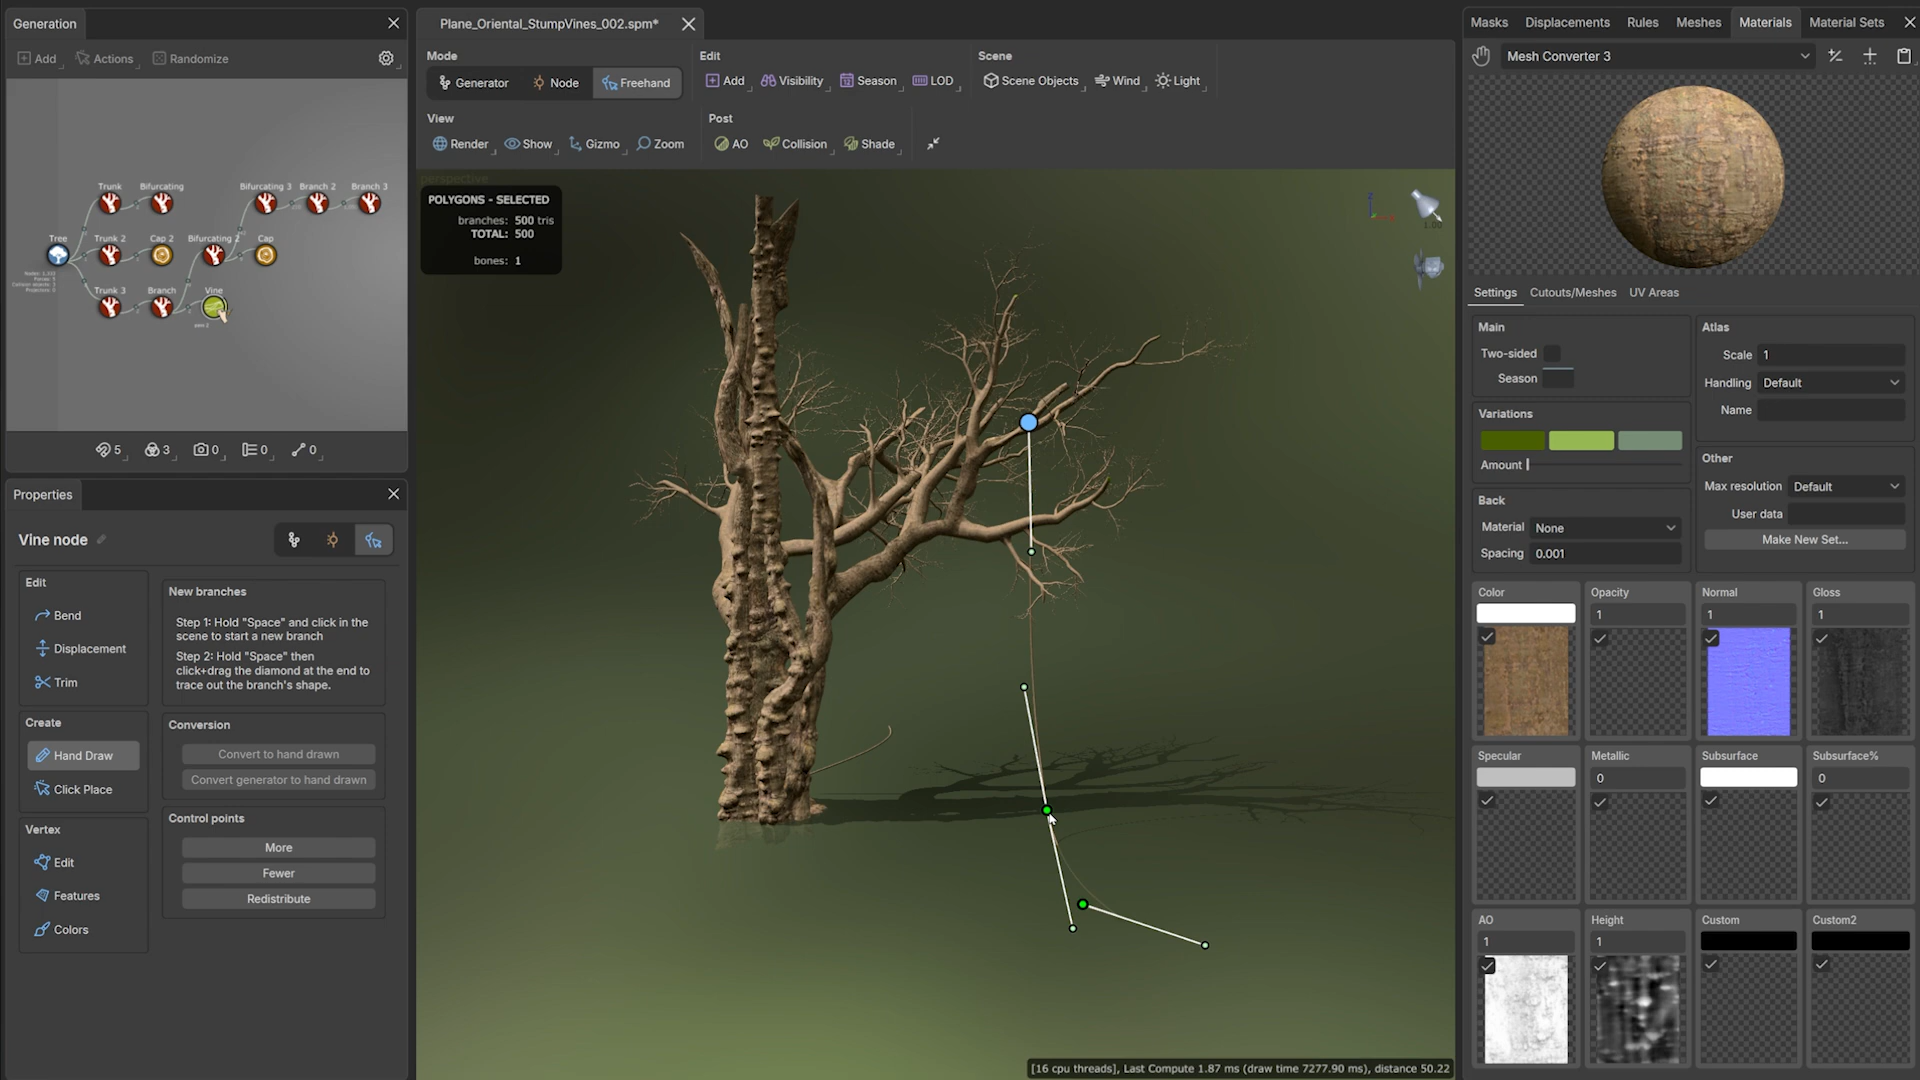 Generation
Add
Actions
Randomize
Trunk
Bifurcating
Bifurcating 3
Branch 2
Branch 3
Tree
Trunk 2
Cap 2
Bifurcating 2
Cap
Trunk 3
Branch
Vine
5
3
0
0
0
Properties
Vine node
Edit
Bend
Displacement
Trim
Create
Hand Draw
Click Place
Vertex
Edit
Features
Colors
New branches
Step 1: Hold "Space" and click in the
scene to start a new branch
Step 2: Hold "Space" then
click+drag the diamond at the end to
trace out the branch's shape.
Conversion
Convert to hand drawn
Convert generator to hand drawn
Control points
More
Fewer
Redistribute
Plane_Oriental_StumpVines_002.spm*
Mode
Generator
Node
Freehand
Edit
Add
Visibility
Season
LOD
Scene
Scene Objects
Wind
Light
View
Render
Show
Gizmo
Zoom
Post
AO
Collision
Shade
perspective
POLYGONS - SELECTED
branches: 500 tris
TOTAL: 500
bones: 1
1.00
[16 cpu threads], Last Compute 1.87 ms (draw time 7277.90 ms), distance 50.22
Masks
Displacements
Rules
Meshes
Materials
Material Sets
Mesh Converter 3
Settings
Cutouts/Meshes
UV Areas
Main
Two-sided
Season
Variations
Amount
Back
Material None
Spacing 0.001
Atlas
Scale 1
Handling Default
Name
Other
Max resolution Default
User data
Make New Set...
Color
Opacity
1
Normal
1
Gloss
1
Specular
Metallic
0
Subsurface
Subsurface%
0
AO
1
Height
1
Custom
Custom2